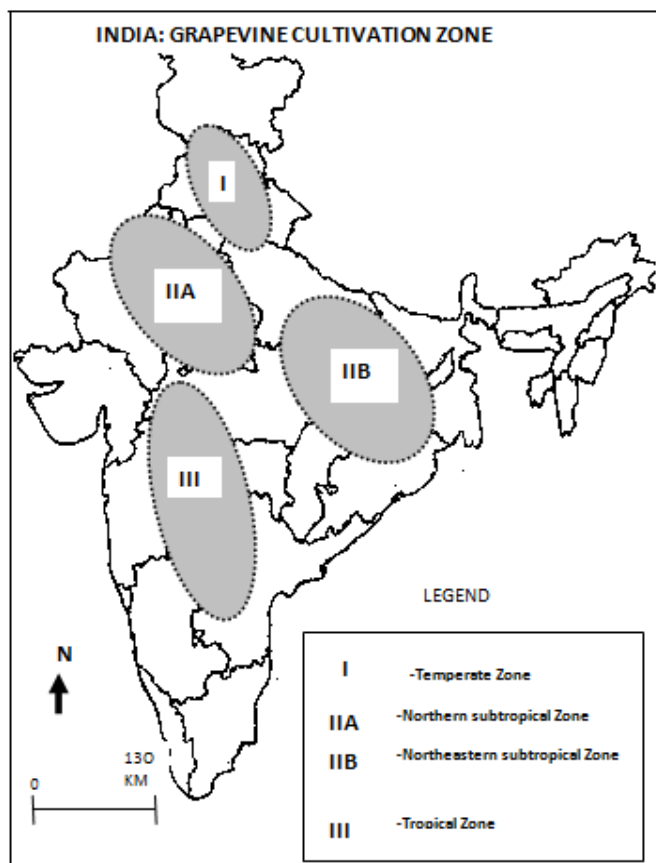 INDIA: GRAPEVINE CULTIVATION ZONE
I
IIA
IIB
III
LEGEND
N
130
0 KM
I -Temperate Zone
IIA -Northern subtropical Zone
IIB -Northeastern subtropical Zone
III -Tropical Zone